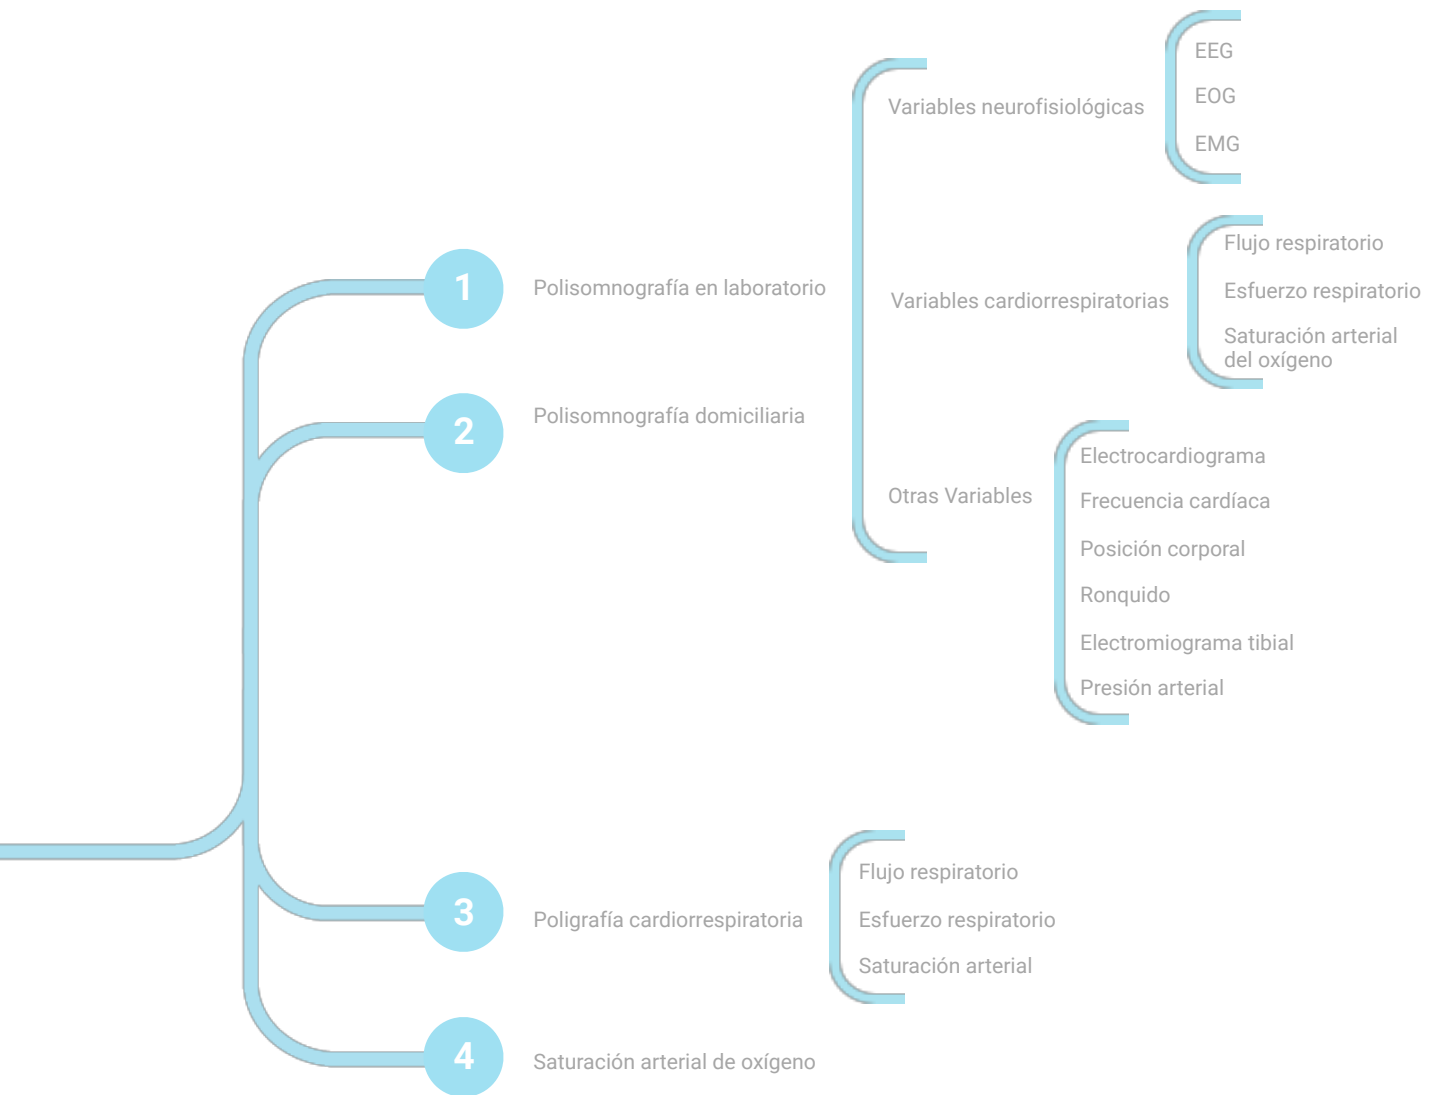 1
Polisomnografía en laboratorio
Variables neurofisiológicas
EEG
EOG
EMG
Variables cardiorrespiratorias
Flujo respiratorio
Esfuerzo respiratorio
Saturación arterial
del oxígeno
Otras Variables
Electrocardiograma
Frecuencia cardíaca
Posición corporal
Ronquido
Electromiograma tibial
Presión arterial
2
Polisomnografía domiciliaria
3
Poligrafía cardiorrespiratoria
Flujo respiratorio
Esfuerzo respiratorio
Saturación arterial
4
Saturación arterial de oxígeno